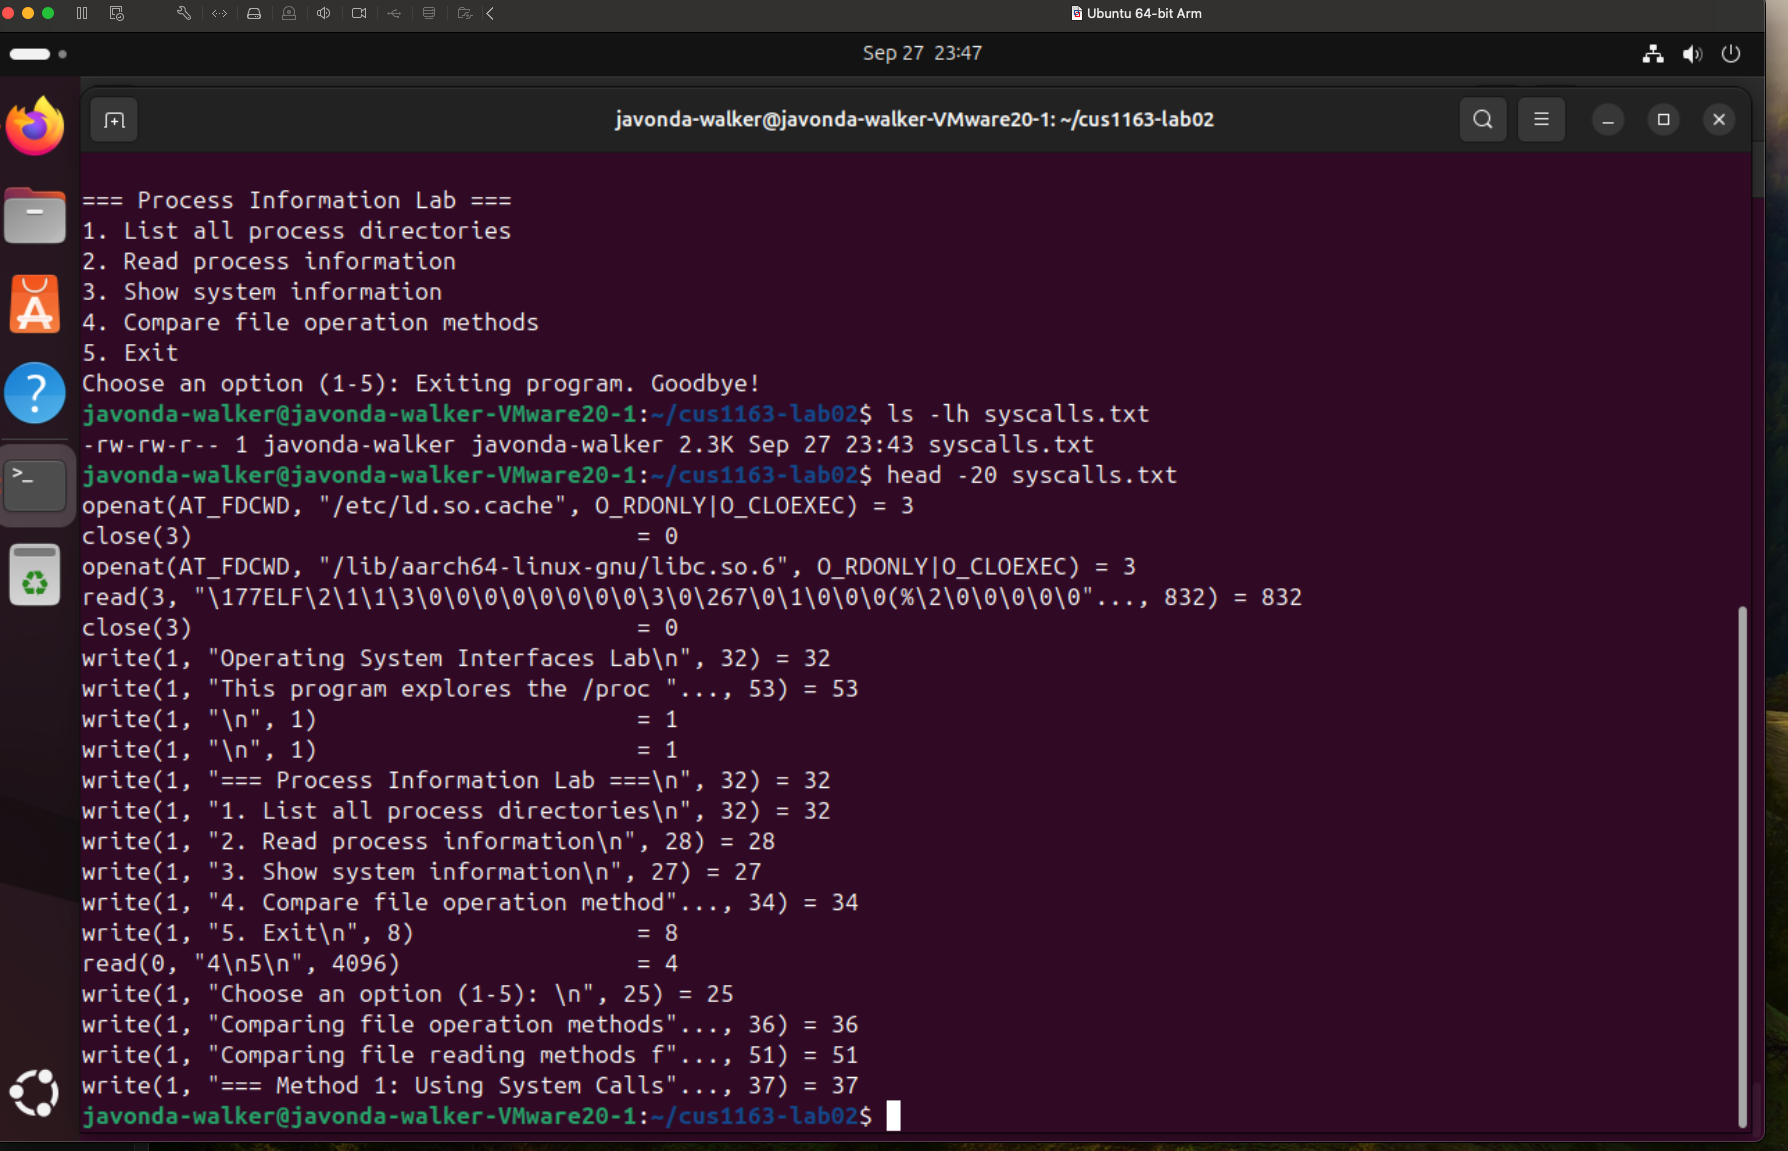 Ubuntu 64-bit Arm
Sep 27 23:47
javonda-walker@javonda-walker-VMware20-1: ~/cus1163-lab02
=== Process Information Lab ===
1. List all process directories
2. Read process information
3. Show system information
4. Compare file operation methods
5. Exit
Choose an option (1-5): Exiting program. Goodbye!
javonda-walker@javonda-walker-VMware20-1:~/cus1163-lab02$ ls -lh syscalls.txt
-rw-rw-r-- 1 javonda-walker javonda-walker 2.3K Sep 27 23:43 syscalls.txt
javonda-walker@javonda-walker-VMware20-1:~/cus1163-lab02$ head -20 syscalls.txt
openat(AT_FDCWD, "/etc/ld.so.cache", O_RDONLY|O_CLOEXEC) = 3
close(3)                                = 0
openat(AT_FDCWD, "/lib/aarch64-linux-gnu/libc.so.6", O_RDONLY|O_CLOEXEC) = 3
read(3, "\177ELF\2\1\1\3\0\0\0\0\0\0\0\0\3\0\267\0\1\0\0\0(%\2\0\0\0\0\0"..., 832) = 832
close(3)                                = 0
write(1, "Operating System Interfaces Lab\n", 32) = 32
write(1, "This program explores the /proc "..., 53) = 53
write(1, "\n", 1)                       = 1
write(1, "\n", 1)                       = 1
write(1, "=== Process Information Lab ===\n", 32) = 32
write(1, "1. List all process directories\n", 32) = 32
write(1, "2. Read process information\n", 28) = 28
write(1, "3. Show system information\n", 27) = 27
write(1, "4. Compare file operation method"..., 34) = 34
write(1, "5. Exit\n", 8)                = 8
read(0, "4\n5\n", 4096)                 = 4
write(1, "Choose an option (1-5): \n", 25) = 25
write(1, "Comparing file operation methods"..., 36) = 36
write(1, "Comparing file reading methods f"..., 51) = 51
write(1, "=== Method 1: Using System Calls"..., 37) = 37
javonda-walker@javonda-walker-VMware20-1:~/cus1163-lab02$